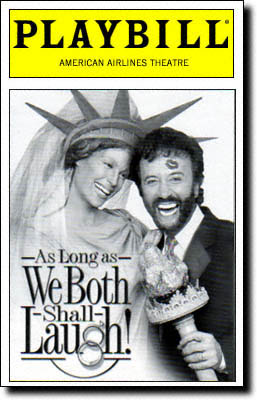 PLAYBILL®
AMERICAN AIRLINES THEATRE
As Long as
We Both
Shall
Laugh!